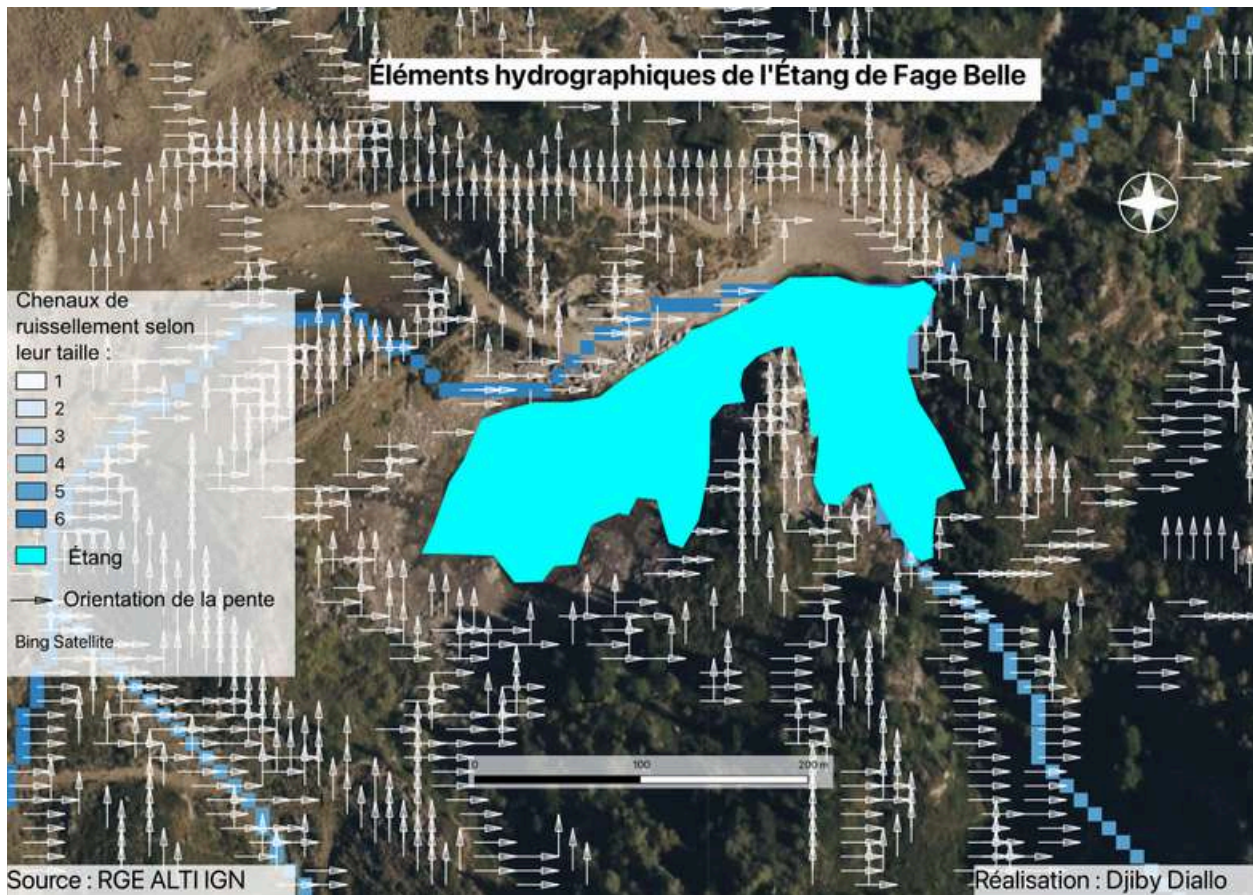 Éléments hydrographiques de l'Étang de Fage Belle
Chenaux de
ruissellement selon
leur taille :
1
2
3
4
5
6
Étang
Orientation de la pente
Bing Satellite
0 100 200 m
Source : RGE ALTI IGN
Réalisation : Djiby Diallo